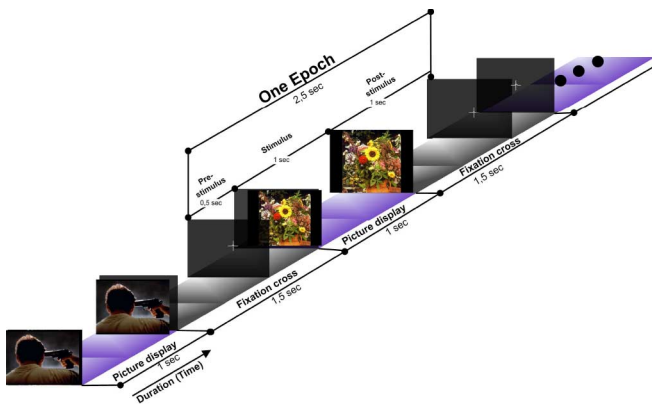 One Epoch
2,5 sec
Post-
stimulus
1 sec
Stimulus
1 sec
Pre-
stimulus
0,5 sec
Fixation cross
1,5 sec
Picture display
1 sec
Fixation cross
1,5 sec
Picture display
1 sec
Duration (Time)